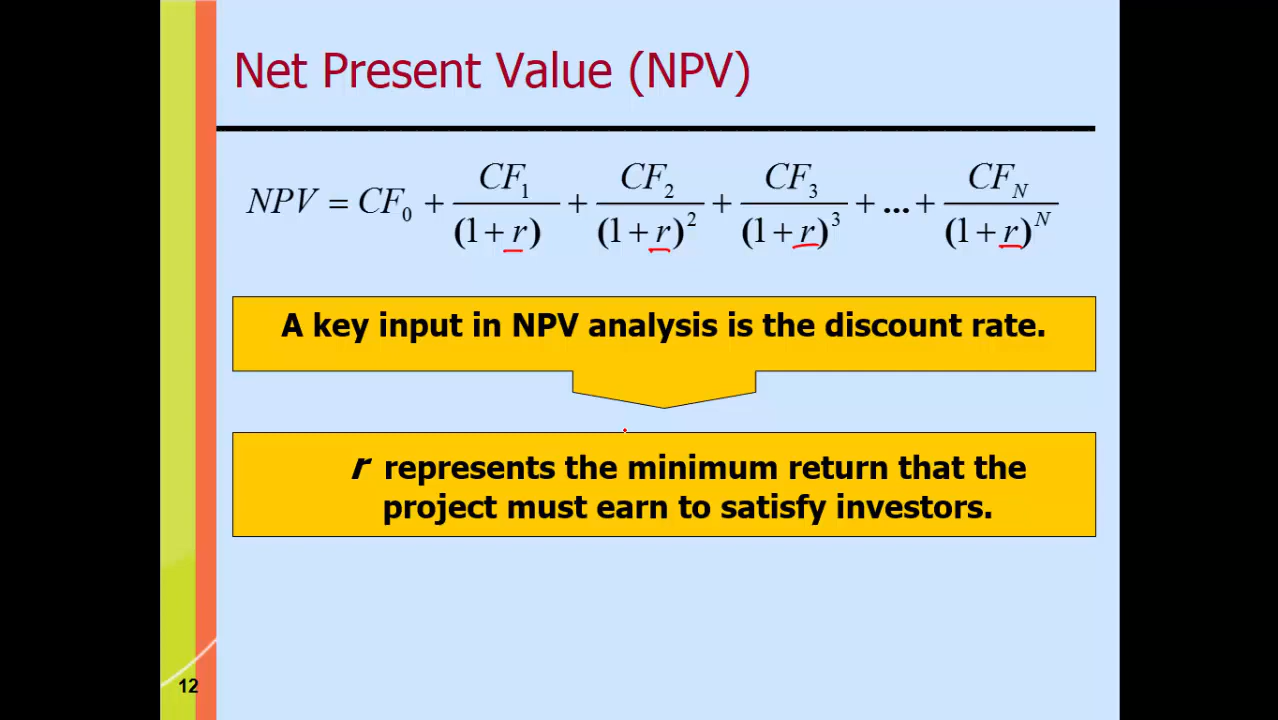 Net Present Value (NPV)
NPV = CF₀ + CF₁/(1 + r) + CF₂/(1 + r)² + CF₃/(1 + r)³ + ... + CF_N/(1 + r)^N
A key input in NPV analysis is the discount rate.
r represents the minimum return that the
project must earn to satisfy investors.
12